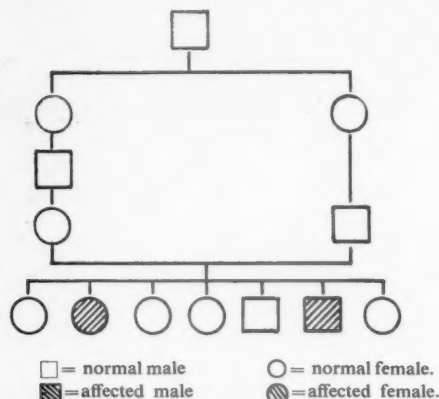 = normal male = normal female.
= affected male = affected female.